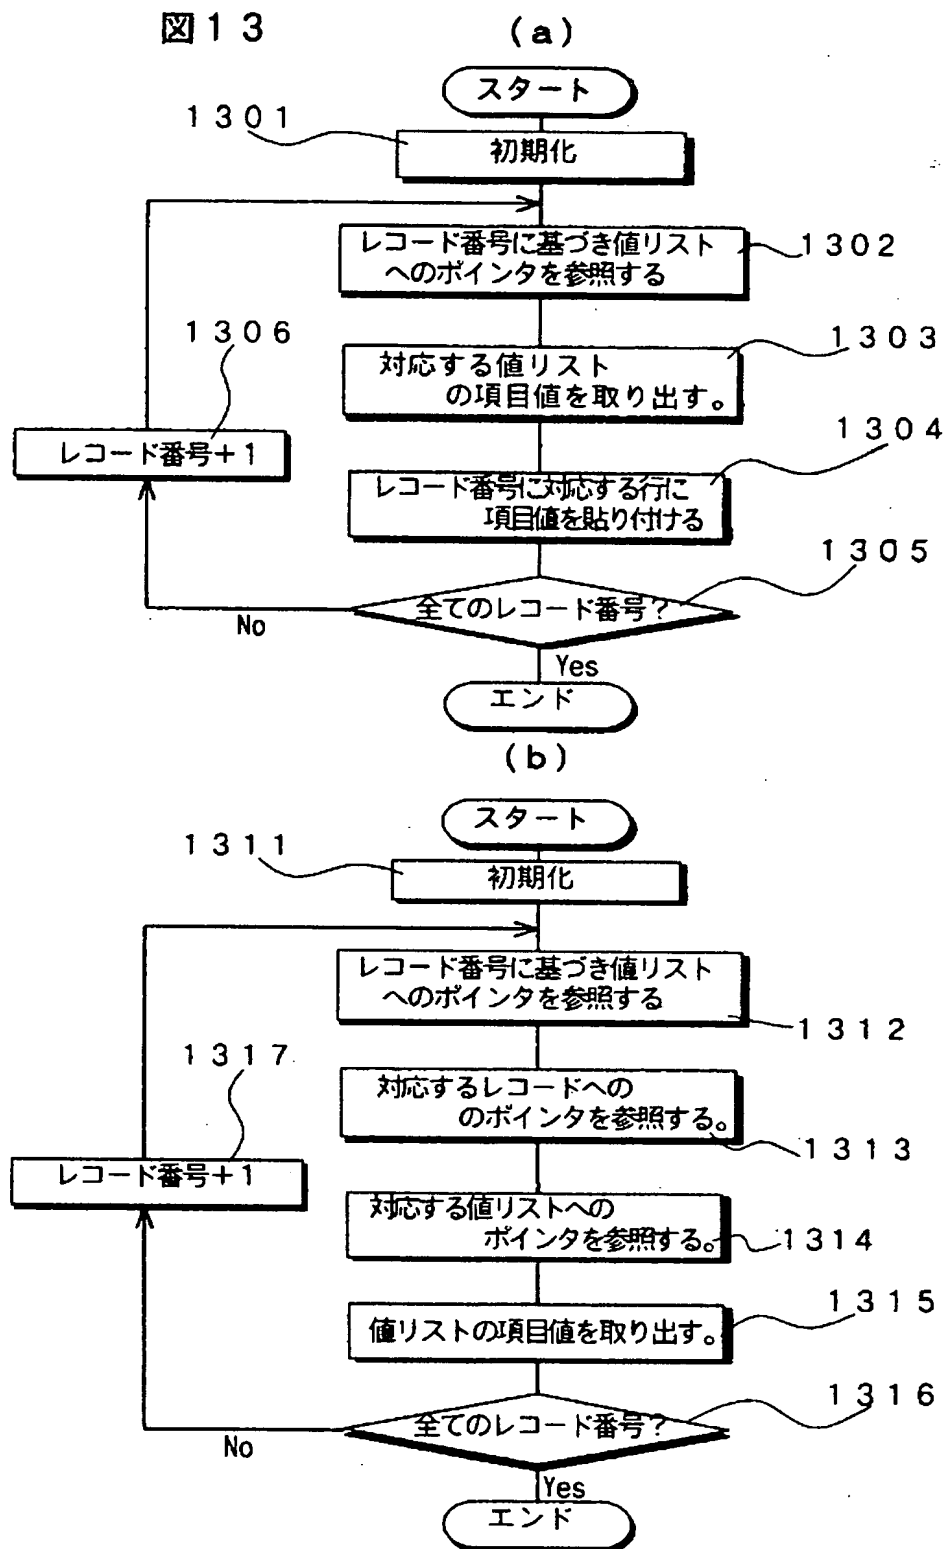 図13
(a)
スタート
1301
初期化
レコード番号に基づき値リスト
へのポインタを参照する
1302
1306
1303
対応する値リスト
の項目値を取り出す。
1304
レコード番号+1
レコード番号に対応する行に
項目値を貼り付ける
1305
全てのレコード番号?
No
Yes
エンド
(b)
スタート
1311
初期化
レコード番号に基づき値リスト
へのポインタを参照する
1312
1317
対応するレコードへの
のポインタを参照する。
1313
レコード番号+1
対応する値リストへの
ポインタを参照する。
1314
1315
値リストの項目値を取り出す。
1316
全てのレコード番号?
No
Yes
エンド